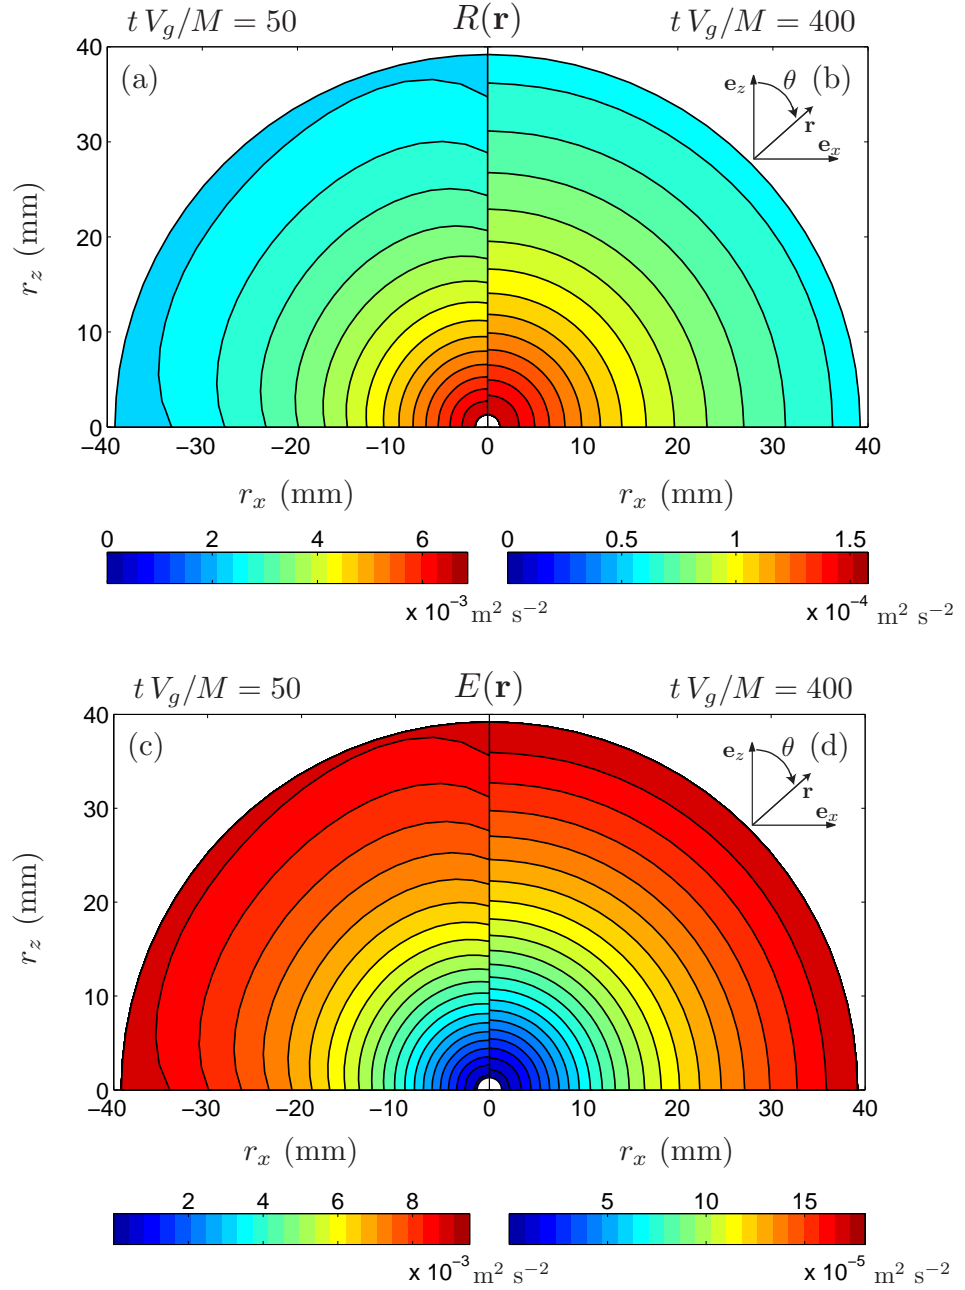 t V_g/M = 50 R(r) t V_g/M = 400
(a) (b)
e_z θ r e_x
40
30
20
10
0
r_z (mm)
−40 −30 −20 −10 0 10 20 30 40
r_x (mm) r_x (mm)
0 2 4 6 0 0.5 1 1.5
x 10^−3 m² s⁻² x 10^−4 m² s⁻²
t V_g/M = 50 E(r) t V_g/M = 400
(c) (d)
e_z θ r e_x
40
30
20
10
0
r_z (mm)
−40 −30 −20 −10 0 10 20 30 40
r_x (mm) r_x (mm)
2 4 6 8 5 10 15
x 10^−3 m² s⁻² x 10^−5 m² s⁻²